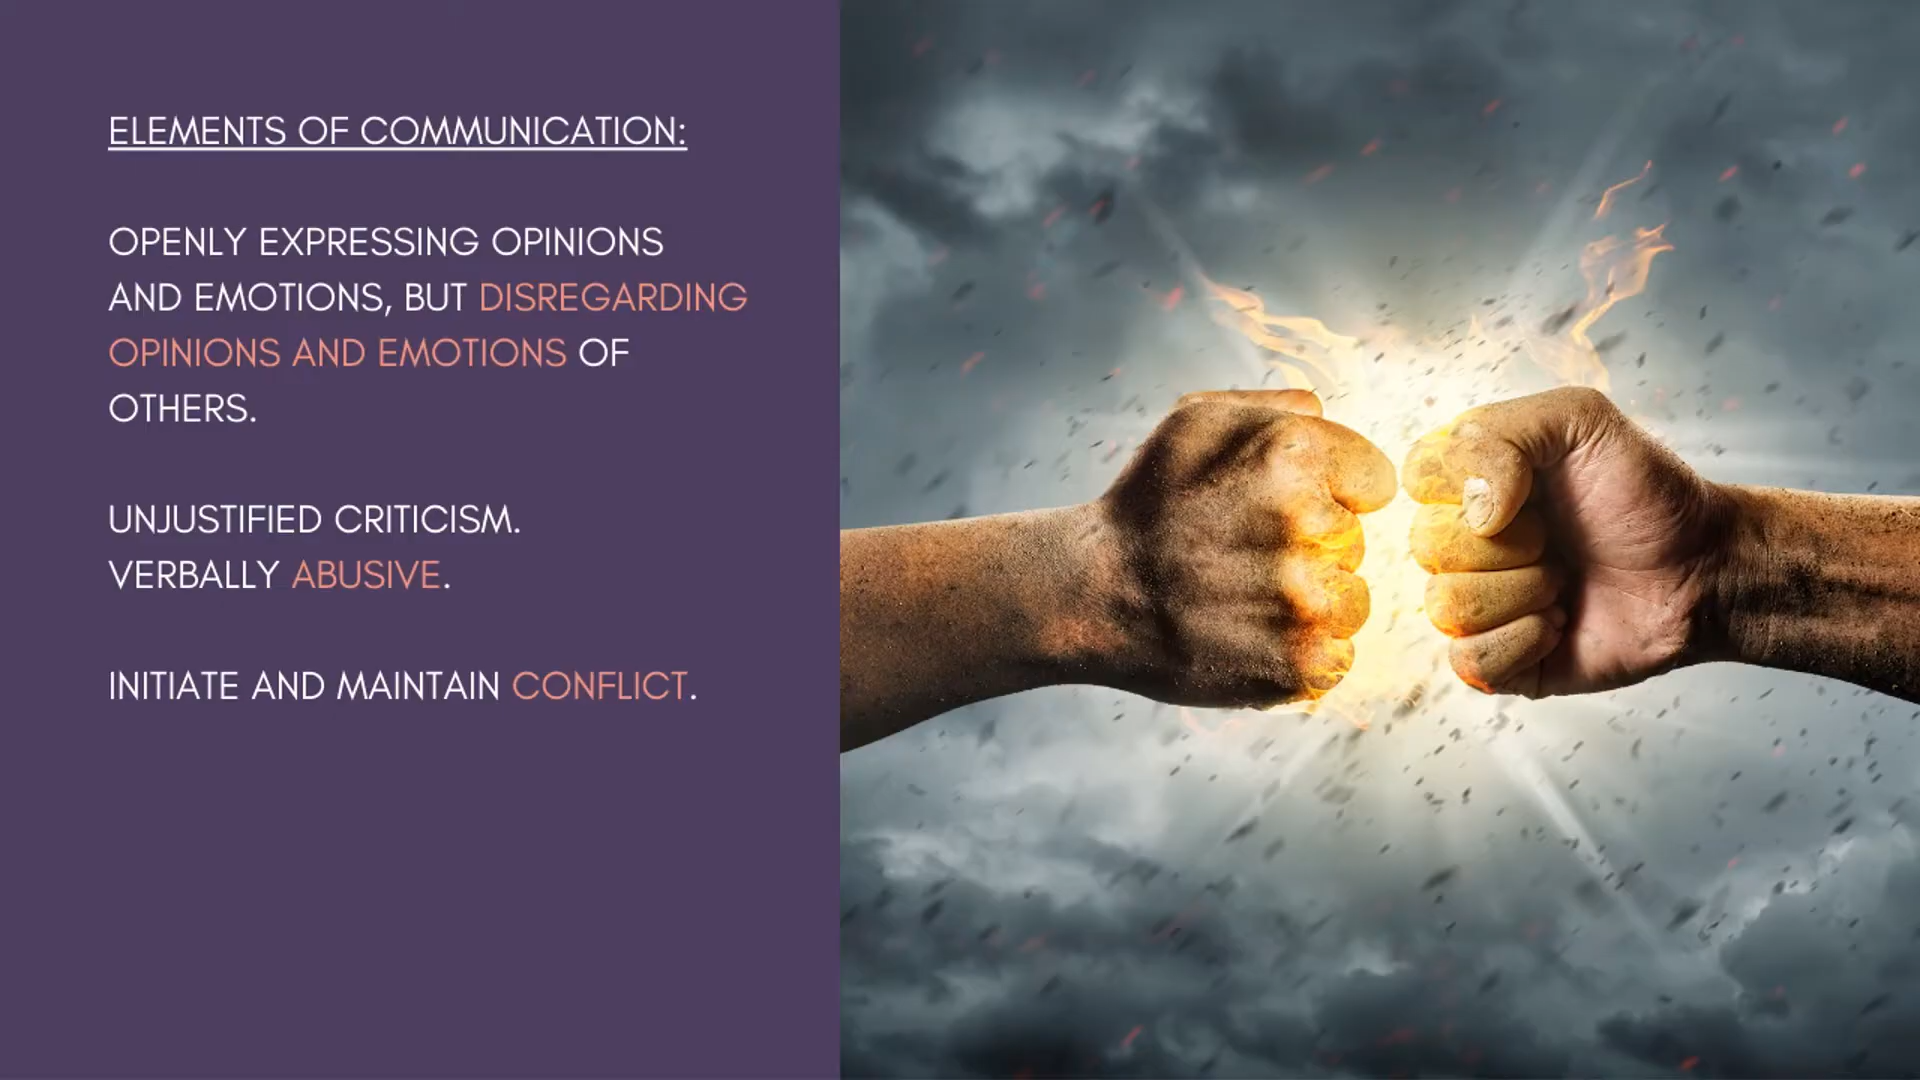 ELEMENTS OF COMMUNICATION:
OPENLY EXPRESSING OPINIONS
AND EMOTIONS, BUT DISREGARDING
OPINIONS AND EMOTIONS OF
OTHERS.
UNJUSTIFIED CRITICISM.
VERBALLY ABUSIVE.
INITIATE AND MAINTAIN CONFLICT.